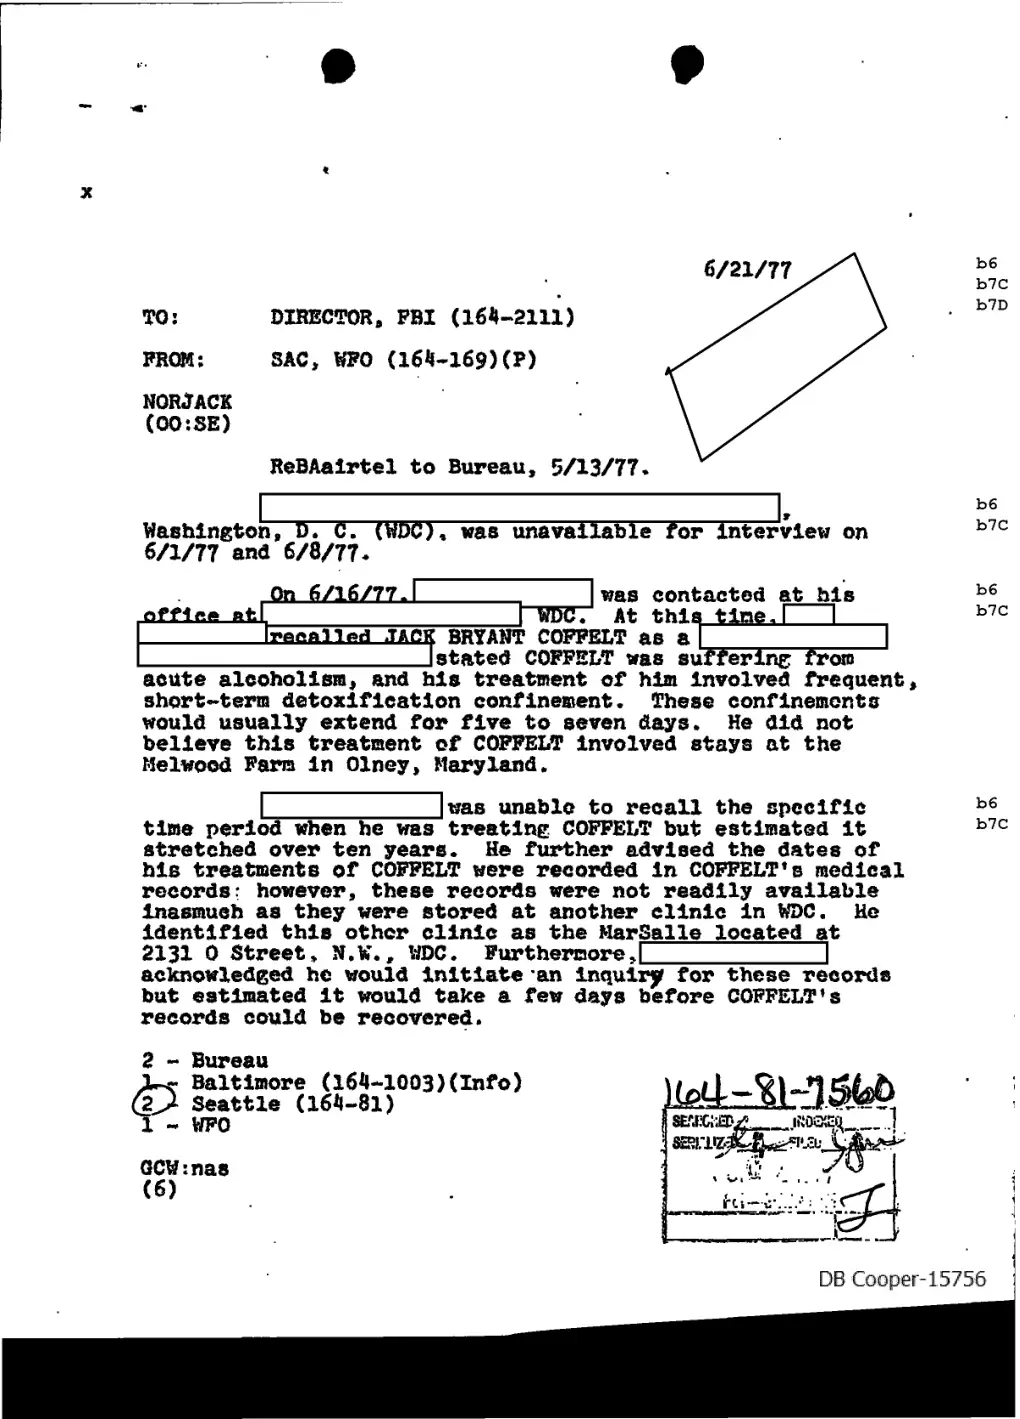 x
6/21/77
b6
b7C
b7D
TO: DIRECTOR, FBI (164-2111)
FROM: SAC, WFO (164-169)(P)
NORJACK
(OO:SE)
ReBAairtel to Bureau, 5/13/77.
b6
b7C
,
Washington, D. C. (WDC), was unavailable for interview on
6/1/77 and 6/8/77.
On 6/16/77, was contacted at his
b6
office at WDC. At this time,
b7C
recalled JACK BRYANT COFFELT as a
stated COFFELT was suffering from
acute alcoholism, and his treatment of him involved frequent,
short-term detoxification confinement. These confinements
would usually extend for five to seven days. He did not
believe this treatment of COFFELT involved stays at the
Melwood Farm in Olney, Maryland.
was unable to recall the specific
b6
time period when he was treating COFFELT but estimated it
b7C
stretched over ten years. He further advised the dates of
his treatments of COFFELT were recorded in COFFELT's medical
records; however, these records were not readily available
inasmuch as they were stored at another clinic in WDC. He
identified this other clinic as the MarSalle located at
2131 O Street, N.W., WDC. Furthermore,
acknowledged he would initiate an inquiry for these records
but estimated it would take a few days before COFFELT's
records could be recovered.
2 - Bureau
1 - Baltimore (164-1003)(Info)
2 - Seattle (164-81)
1 - WFO
GCW:nas
(6)
164-81-7560
SEARCHED INDEXED
SERIALIZED FILED
DB Cooper-15756